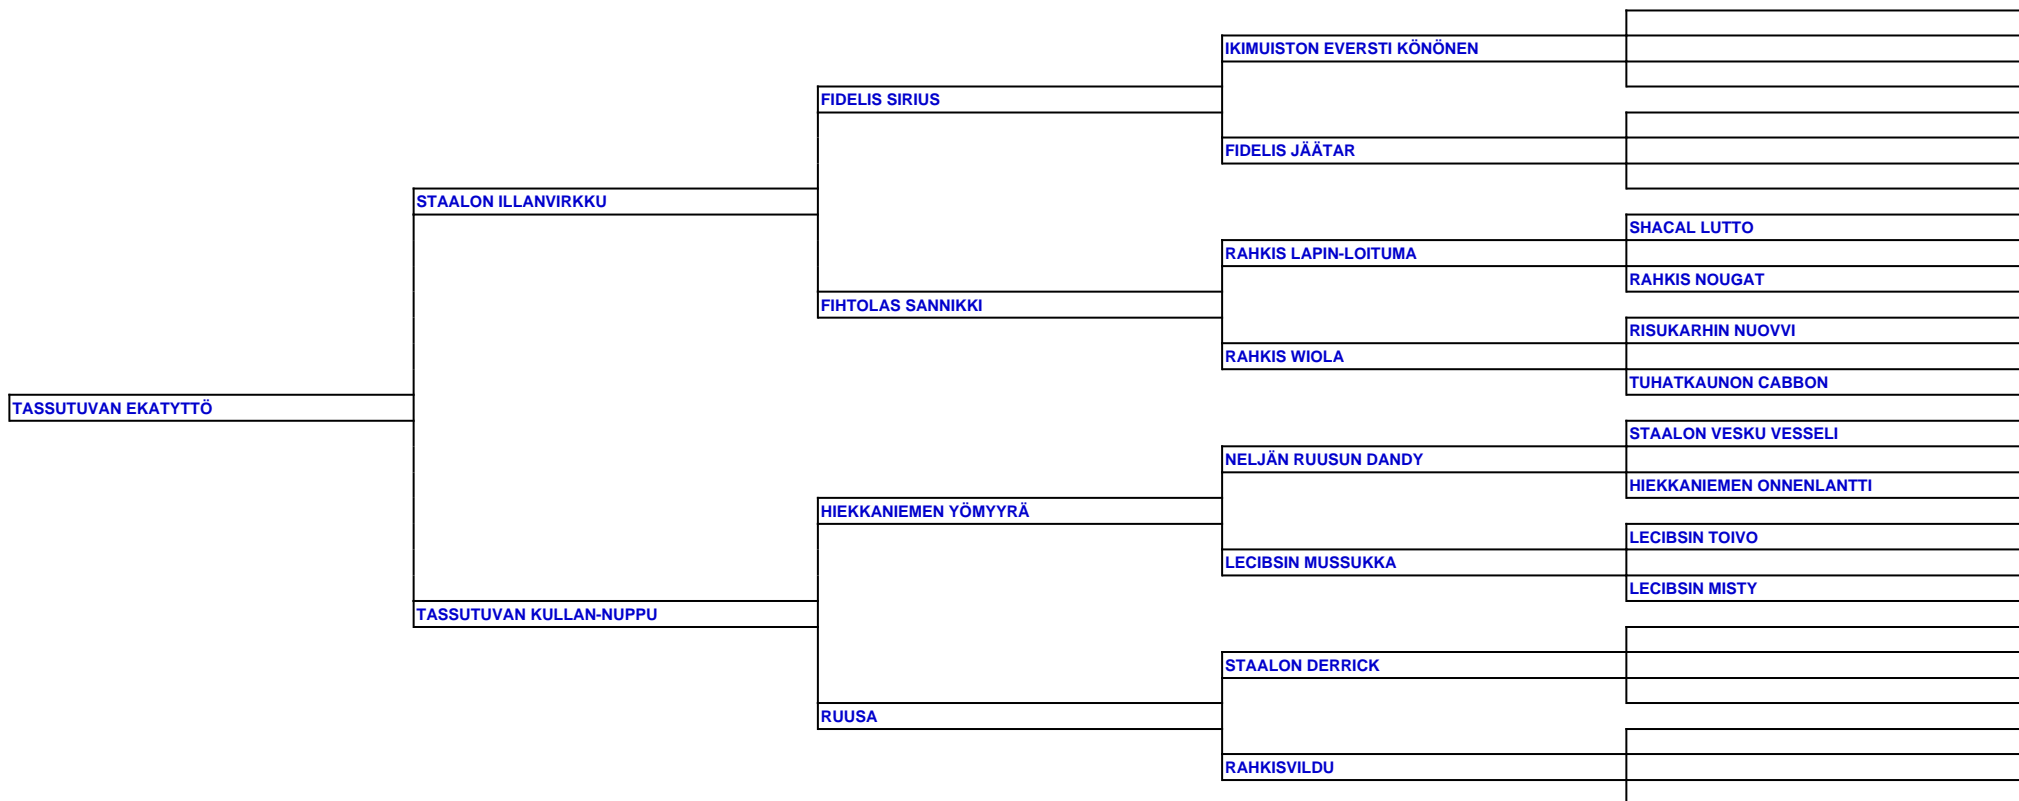 IKIMUISTON EVERSTI KÖNÖNEN
FIDELIS SIRIUS
FIDELIS JÄÄTAR
STAALON ILLANVIRKKU
SHACAL LUTTO
RAHKIS LAPIN-LOITUMA
RAHKIS NOUGAT
FIHTOLAS SANNIKKI
RISUKARHIN NUOVVI
RAHKIS WIOLA
TUHATKAUNON CABBON
TASSUTUVAN EKATYTTÖ
STAALON VESKU VESSELI
NELJÄN RUUSUN DANDY
HIEKKANIEMEN ONNENLANTTI
HIEKKANIEMEN YÖMYYRÄ
LECIBSIN TOIVO
LECIBSIN MUSSUKKA
LECIBSIN MISTY
TASSUTUVAN KULLAN-NUPPU
STAALON DERRICK
RUUSA
RAHKISVILDU